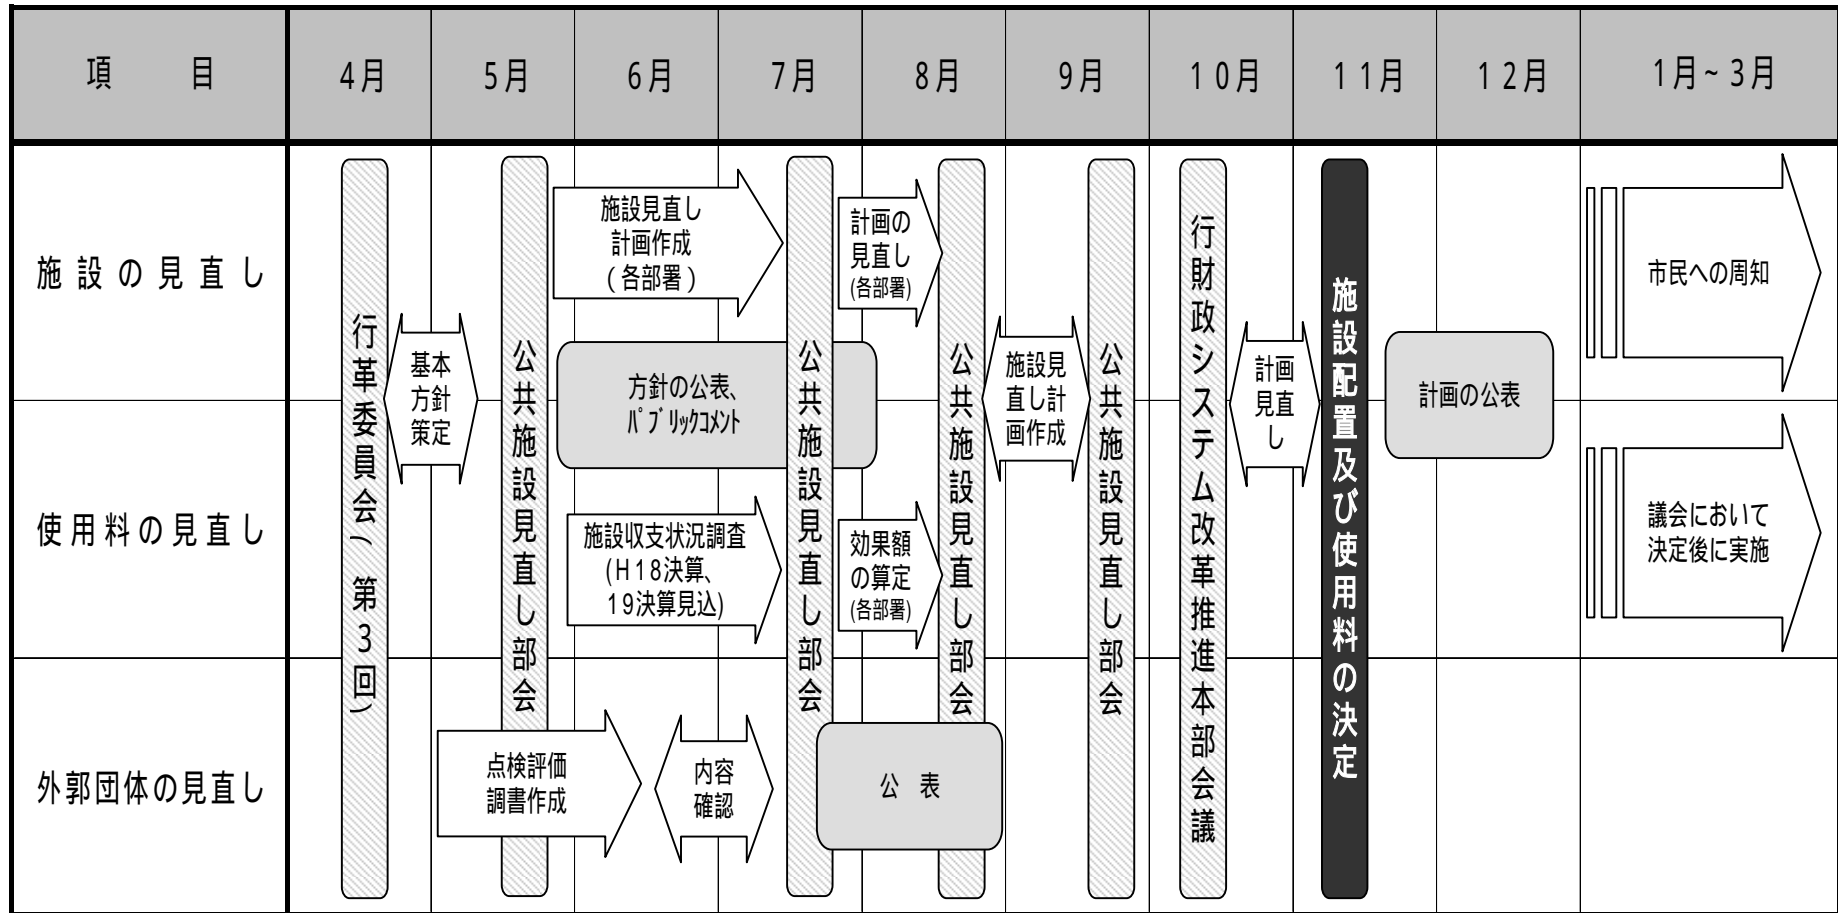 項　目
4月
5月
6月
7月
8月
9月
10月
11月
12月
1月~3月
施設の見直し
使用料の見直し
外郭団体の見直し
行革委員会(第3回)
基本
方針
策定
公共施設見直し部会
施設見直し
計画作成
(各部署)
方針の公表、
ﾊﾟﾌﾞﾘｯｸｺﾒﾝﾄ
施設収支状況調査
(H18決算、
19決算見込)
点検評価
調書作成
内容
確認
公共施設見直し部会
計画の
見直し
(各部署)
効果額
の算定
(各部署)
公　表
公共施設見直し部会
施設見
直し計
画作成
公共施設見直し部会
行財政システム改革推進本部会議
計画
見直
し
施設配置及び使用料の決定
計画の公表
市民への周知
議会において
決定後に実施